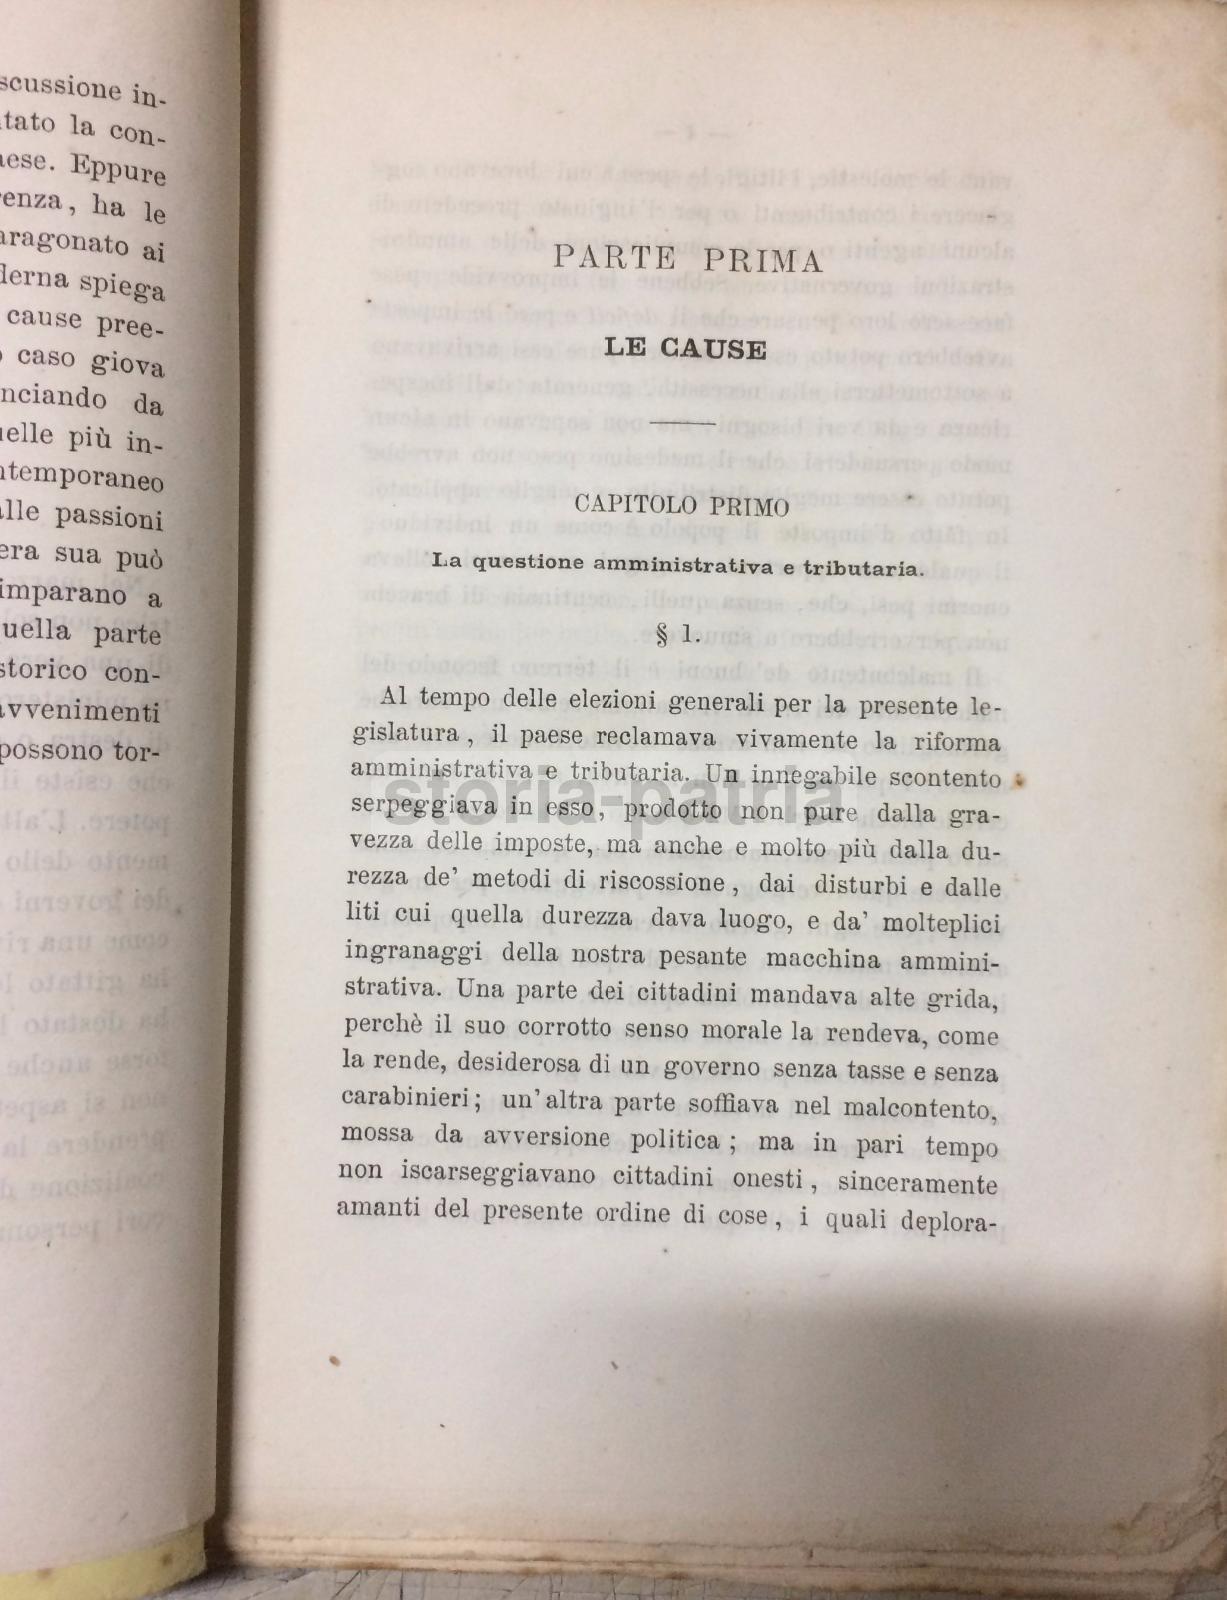 scussione in-
tato la con-
aese. Eppure
renza, ha le
aragonato ai
derna spiega
cause pree-
caso giova
nciando da
uelle più in-
ntemporaneo
alle passioni
era sua può
imparano a
quella parte
storico con-
avvenimenti
possono tor-
PARTE PRIMA
LE CAUSE
CAPITOLO PRIMO
La questione amministrativa e tributaria.
§ 1.
Al tempo delle elezioni generali per la presente le-
gislatura, il paese reclamava vivamente la riforma
amministrativa e tributaria. Un innegabile scontento
serpeggiava in esso, prodotto non pure dalla gra-
vezza delle imposte, ma anche e molto più dalla du-
rezza de' metodi di riscossione, dai disturbi e dalle
liti cui quella durezza dava luogo, e da' molteplici
ingranaggi della nostra pesante macchina ammini-
strativa. Una parte dei cittadini mandava alte grida,
perchè il suo corrotto senso morale la rendeva, come
la rende, desiderosa di un governo senza tasse e senza
carabinieri; un'altra parte soffiava nel malcontento,
mossa da avversione politica; ma in pari tempo
non iscarseggiavano cittadini onesti, sinceramente
amanti del presente ordine di cose, i quali deplora-
storia-patria